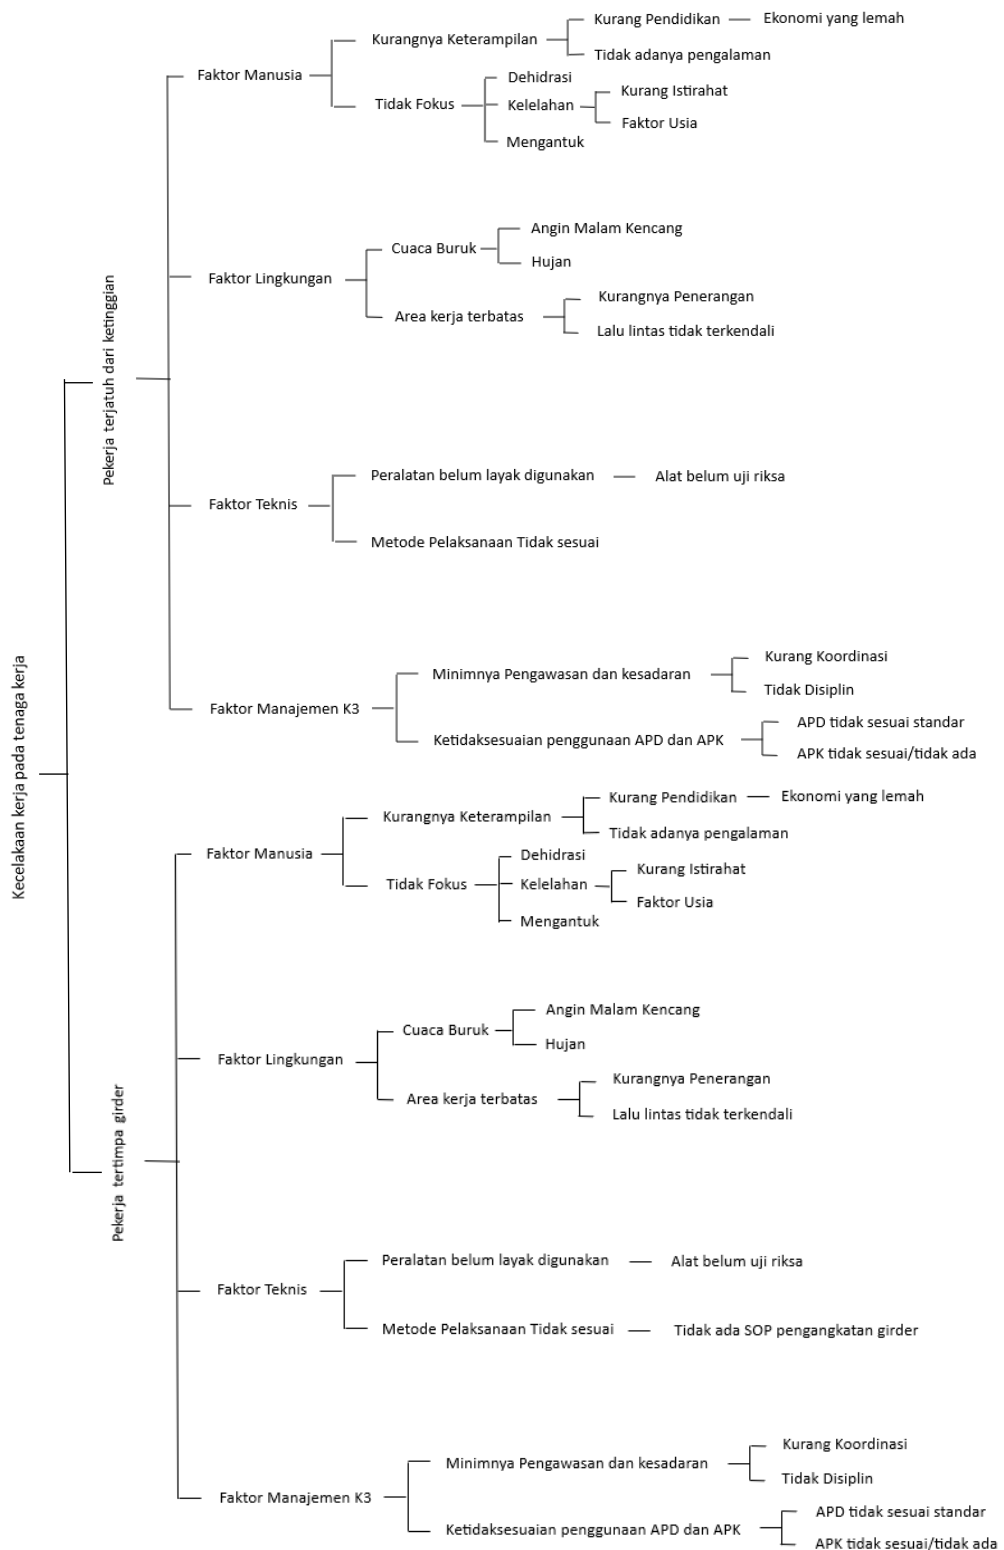 Kecelakaan kerja pada tenaga kerja
Pekerja terjatuh dari ketinggian
Faktor Manusia
Kurangnya Keterampilan
Kurang Pendidikan
Ekonomi yang lemah
Tidak adanya pengalaman
Tidak Fokus
Dehidrasi
Kelelahan
Kurang Istirahat
Faktor Usia
Mengantuk
Faktor Lingkungan
Cuaca Buruk
Angin Malam Kencang
Hujan
Area kerja terbatas
Kurangnya Penerangan
Lalu lintas tidak terkendali
Faktor Teknis
Peralatan belum layak digunakan
Alat belum uji riksa
Metode Pelaksanaan Tidak sesuai
Faktor Manajemen K3
Minimnya Pengawasan dan kesadaran
Kurang Koordinasi
Tidak Disiplin
Ketidaksesuaian penggunaan APD dan APK
APD tidak sesuai standar
APK tidak sesuai/tidak ada
Pekerja tertimpa girder
Faktor Manusia
Kurangnya Keterampilan
Kurang Pendidikan
Ekonomi yang lemah
Tidak adanya pengalaman
Tidak Fokus
Dehidrasi
Kelelahan
Kurang Istirahat
Faktor Usia
Mengantuk
Faktor Lingkungan
Cuaca Buruk
Angin Malam Kencang
Hujan
Area kerja terbatas
Kurangnya Penerangan
Lalu lintas tidak terkendali
Faktor Teknis
Peralatan belum layak digunakan
Alat belum uji riksa
Metode Pelaksanaan Tidak sesuai
Tidak ada SOP pengangkatan girder
Faktor Manajemen K3
Minimnya Pengawasan dan kesadaran
Kurang Koordinasi
Tidak Disiplin
Ketidaksesuaian penggunaan APD dan APK
APD tidak sesuai standar
APK tidak sesuai/tidak ada